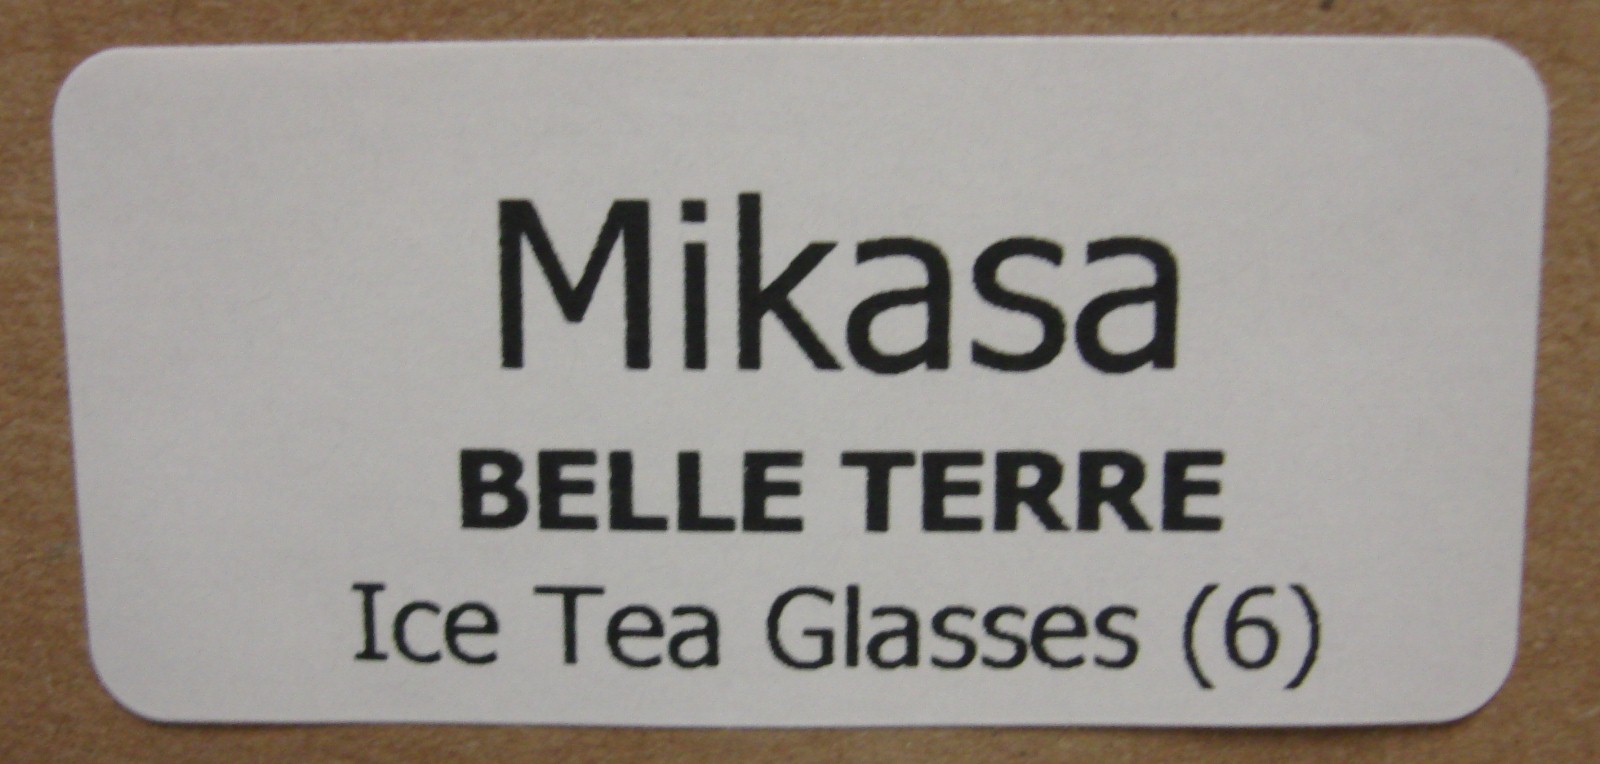 Mikasa
BELLE TERRE
Ice Tea Glasses (6)